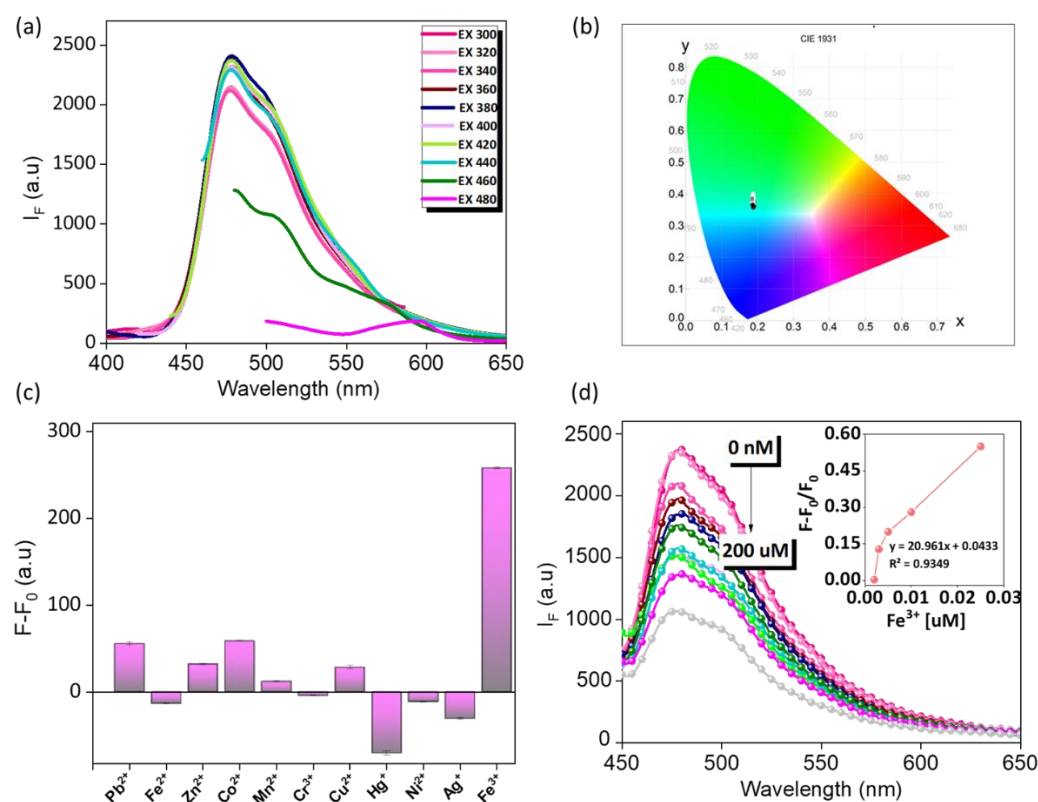 (a)
2500
2000
1500
1000
500
0
I_F (a.u)
400 450 500 550 600 650
Wavelength (nm)
EX 300
EX 320
EX 340
EX 360
EX 380
EX 400
EX 420
EX 440
EX 460
EX 480
(b)
CIE 1931
y
0.8
0.7
0.6
0.5
0.4
0.3
0.2
0.1
0.0
0.0 0.1 0.2 0.3 0.4 0.5 0.6 0.7
x
520
530
540
550
560
570
580
590
600
610
620
680
510
500
480
460
420
(c)
300
200
100
0
F-F₀ (a.u)
Pb²⁺ Fe²⁺ Zn²⁺ Co²⁺ Mn²⁺ Cr³⁺ Cu²⁺ Hg⁺ Ni²⁺ Ag⁺ Fe³⁺
(d)
2500
2000
1500
1000
500
0
I_F (a.u)
450 500 550 600 650
Wavelength (nm)
0 nM
200 uM
0.60
0.45
0.30
0.15
0.00
F-F₀/F₀
y = 20.961x + 0.0433
R² = 0.9349
0.00 0.01 0.02 0.03
Fe³⁺ [uM]